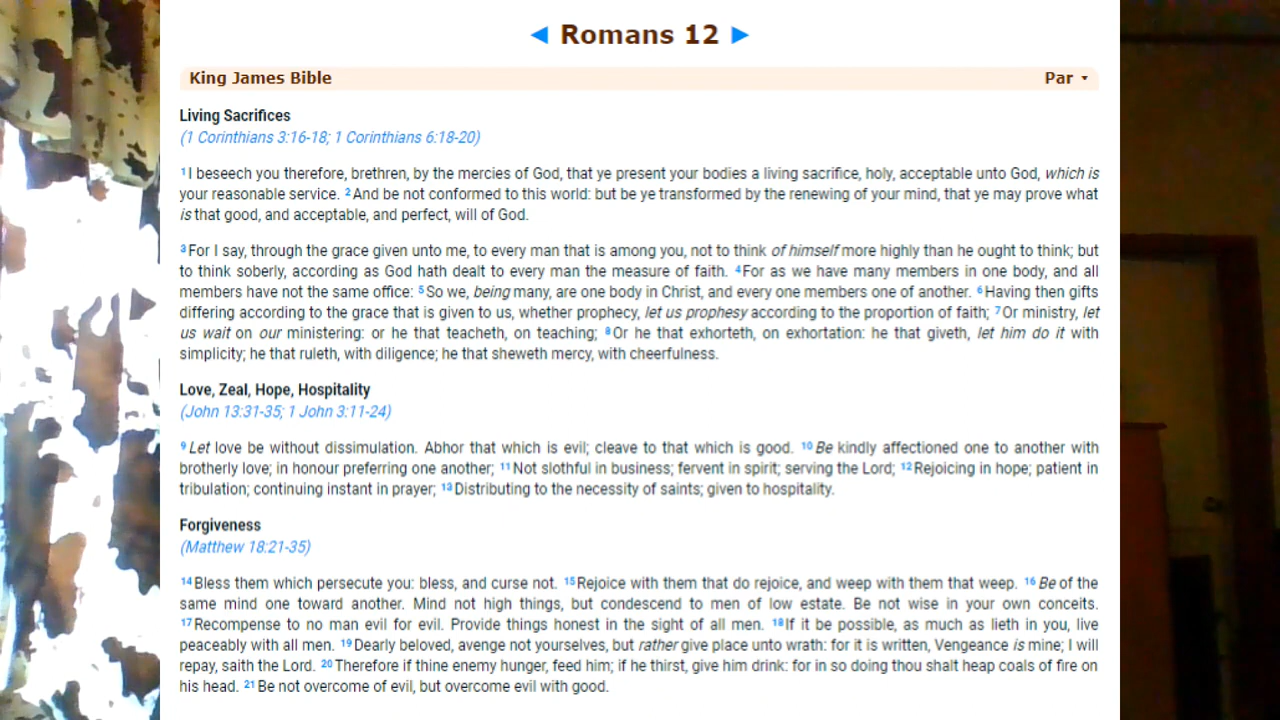 ◄ Romans 12 ►
King James Bible Par ▾
Living Sacrifices
(1 Corinthians 3:16-18; 1 Corinthians 6:18-20)
1 I beseech you therefore, brethren, by the mercies of God, that ye present your bodies a living sacrifice, holy, acceptable unto God, which is
your reasonable service. 2 And be not conformed to this world: but be ye transformed by the renewing of your mind, that ye may prove what
is that good, and acceptable, and perfect, will of God.
3 For I say, through the grace given unto me, to every man that is among you, not to think of himself more highly than he ought to think; but
to think soberly, according as God hath dealt to every man the measure of faith. 4 For as we have many members in one body, and all
members have not the same office: 5 So we, being many, are one body in Christ, and every one members one of another. 6 Having then gifts
differing according to the grace that is given to us, whether prophecy, let us prophesy according to the proportion of faith; 7 Or ministry, let
us wait on our ministering: or he that teacheth, on teaching; 8 Or he that exhorteth, on exhortation: he that giveth, let him do it with
simplicity; he that ruleth, with diligence; he that sheweth mercy, with cheerfulness.
Love, Zeal, Hope, Hospitality
(John 13:31-35; 1 John 3:11-24)
9 Let love be without dissimulation. Abhor that which is evil; cleave to that which is good. 10 Be kindly affectioned one to another with
brotherly love; in honour preferring one another; 11 Not slothful in business; fervent in spirit; serving the Lord; 12 Rejoicing in hope; patient in
tribulation; continuing instant in prayer; 13 Distributing to the necessity of saints; given to hospitality.
Forgiveness
(Matthew 18:21-35)
14 Bless them which persecute you: bless, and curse not. 15 Rejoice with them that do rejoice, and weep with them that weep. 16 Be of the
same mind one toward another. Mind not high things, but condescend to men of low estate. Be not wise in your own conceits.
17 Recompense to no man evil for evil. Provide things honest in the sight of all men. 18 If it be possible, as much as lieth in you, live
peaceably with all men. 19 Dearly beloved, avenge not yourselves, but rather give place unto wrath: for it is written, Vengeance is mine; I will
repay, saith the Lord. 20 Therefore if thine enemy hunger, feed him; if he thirst, give him drink: for in so doing thou shalt heap coals of fire on
his head. 21 Be not overcome of evil, but overcome evil with good.